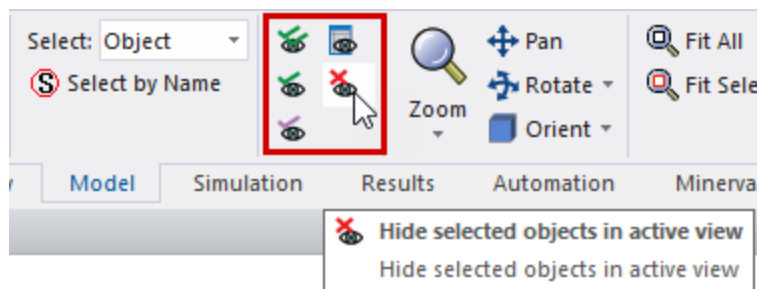 Select: Object
Select by Name
Zoom
Pan
Rotate
Orient
Fit All
Fit Sele
Model
Simulation
Results
Automation
Minerva
Hide selected objects in active view
Hide selected objects in active view